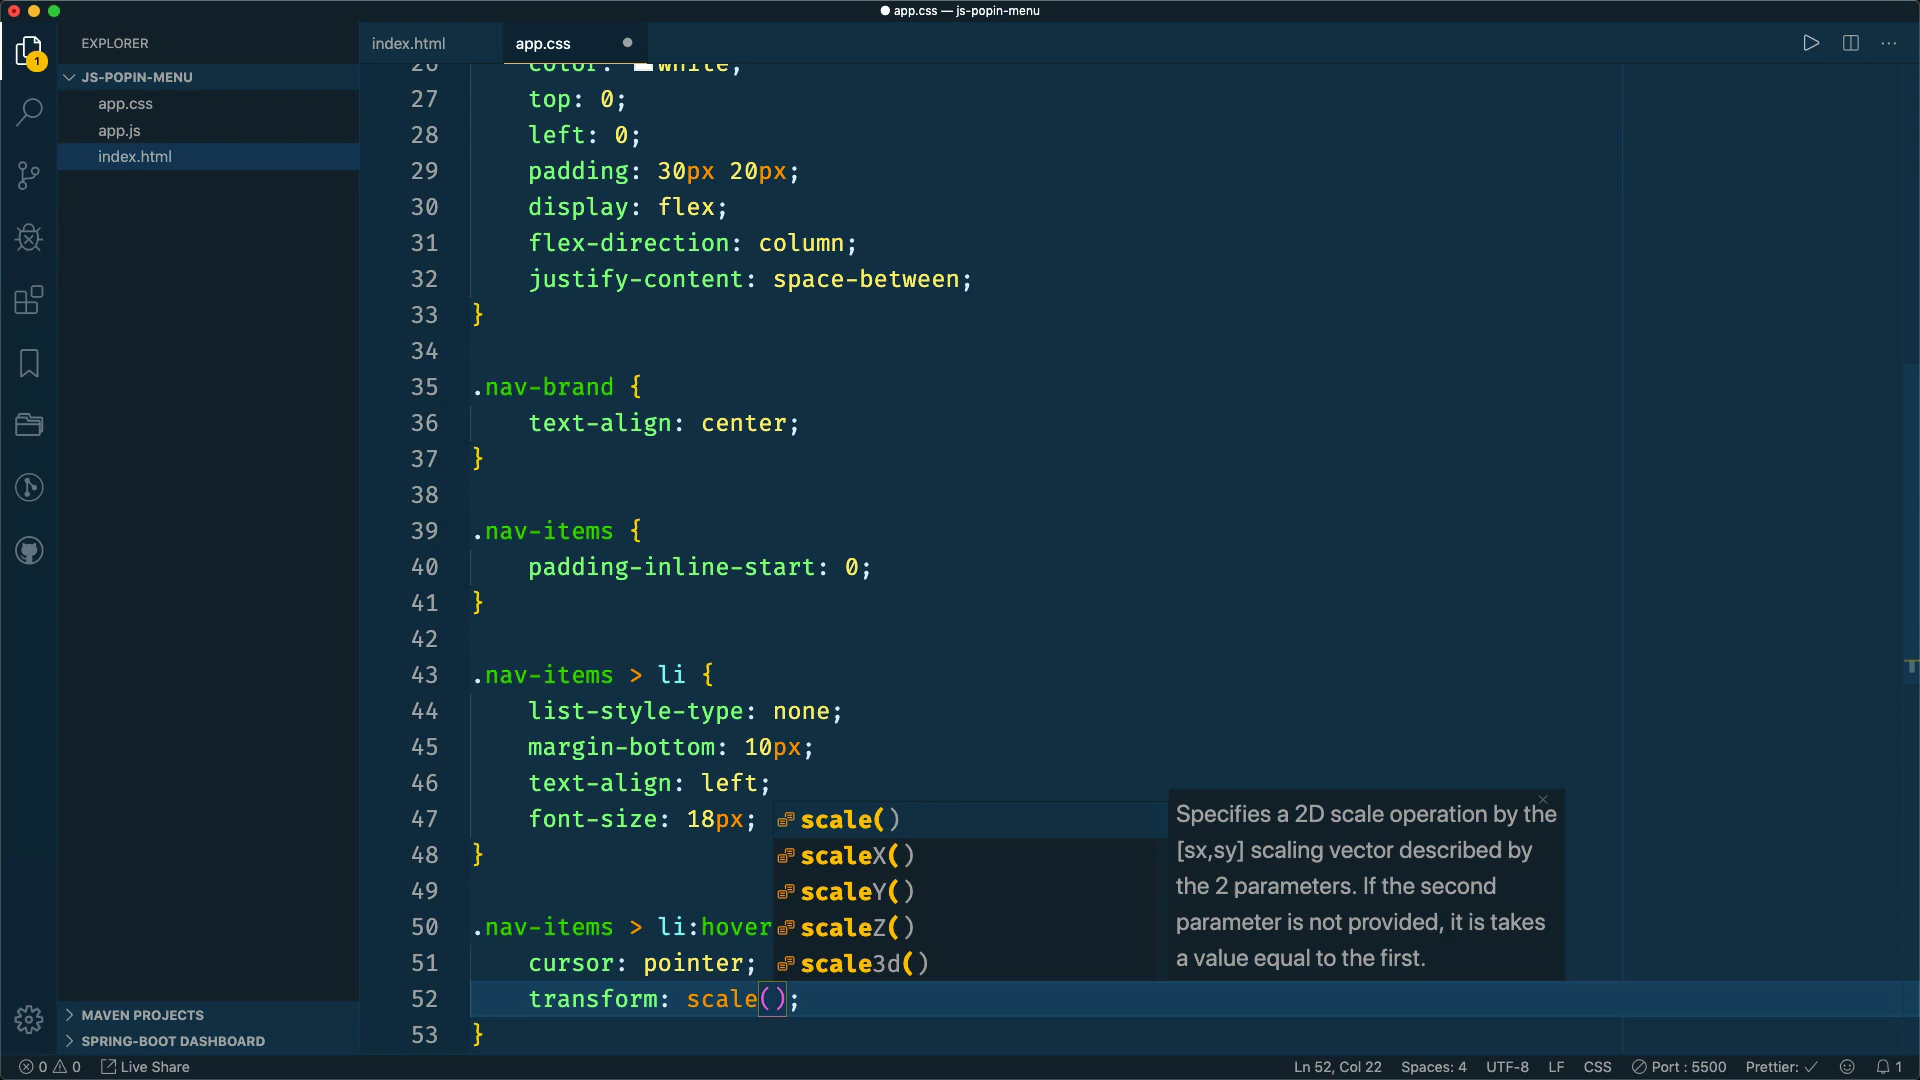 app.css — js-popin-menu
EXPLORER
index.html
app.css
JS-POPIN-MENU
app.css
app.js
index.html
1
26 color: white;
27 top: 0;
28 left: 0;
29 padding: 30px 20px;
30 display: flex;
31 flex-direction: column;
32 justify-content: space-between;
33 }
34
35 .nav-brand {
36 text-align: center;
37 }
38
39 .nav-items {
40 padding-inline-start: 0;
41 }
42
43 .nav-items > li {
44 list-style-type: none;
45 margin-bottom: 10px;
46 text-align: left;
47 font-size: 18px;
48 }
49
50 .nav-items > li:hover
51 cursor: pointer;
52 transform: scale();
53 }
scale()
scaleX()
scaleY()
scaleZ()
scale3d()
Specifies a 2D scale operation by the
[sx,sy] scaling vector described by
the 2 parameters. If the second
parameter is not provided, it is takes
a value equal to the first.
MAVEN PROJECTS
SPRING-BOOT DASHBOARD
0 0 Live Share
Ln 52, Col 22 Spaces: 4 UTF-8 LF CSS Port : 5500 Prettier: ✓ 1